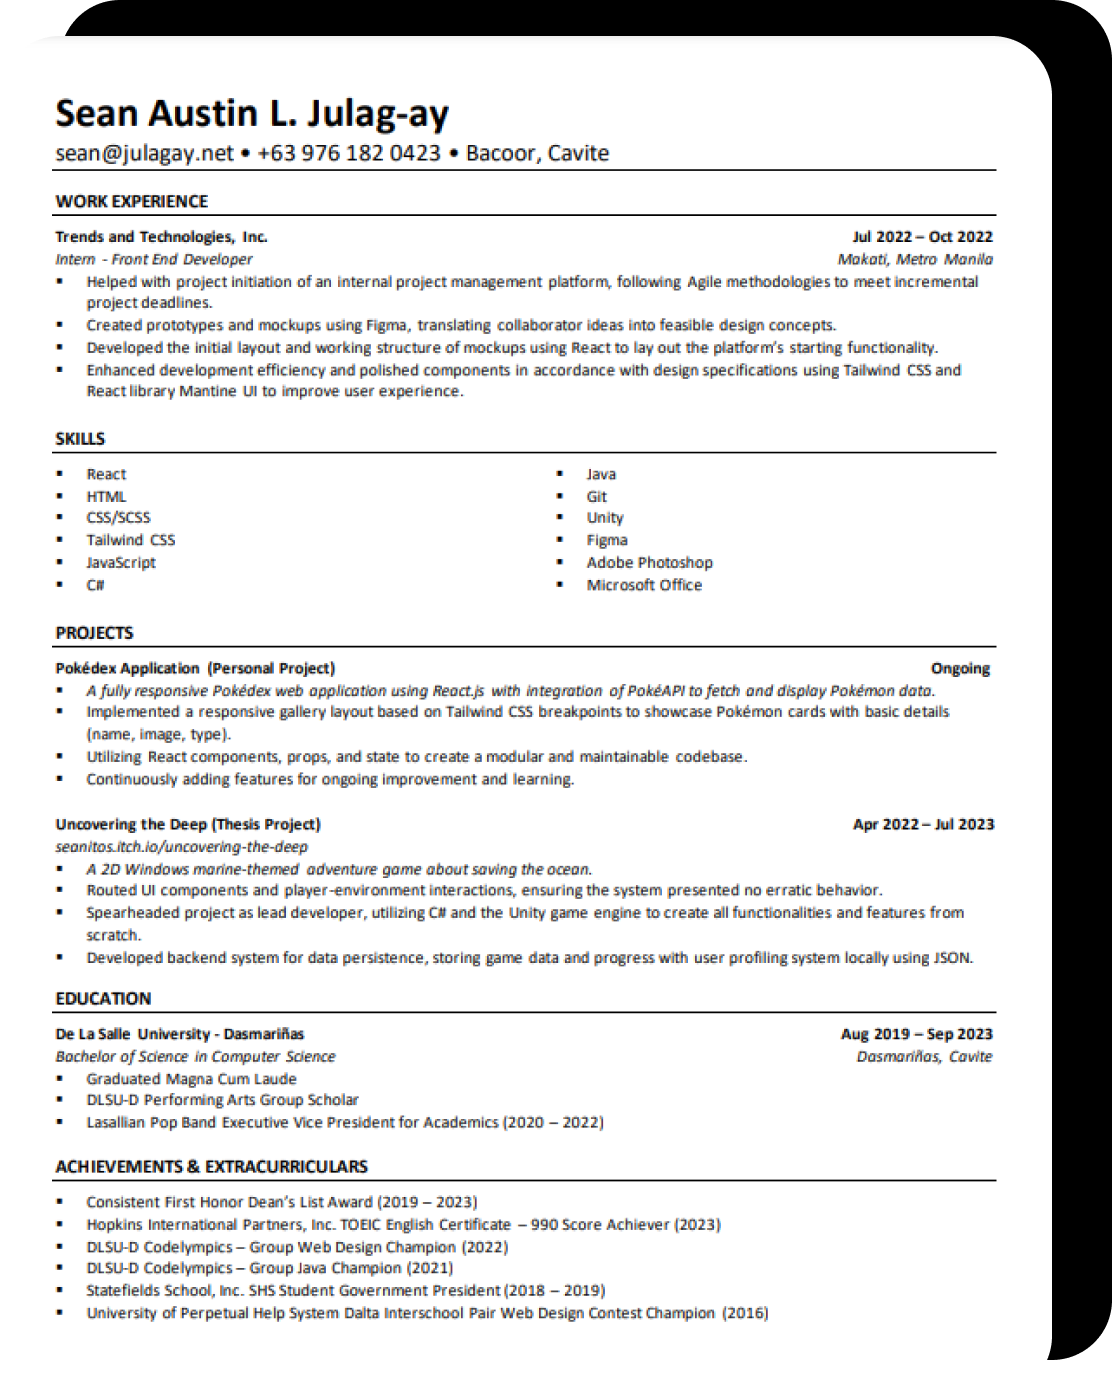 Sean Austin L. Julag-ay
sean@julagay.net • +63 976 182 0423 • Bacoor, Cavite
WORK EXPERIENCE
Trends and Technologies, Inc. Jul 2022 – Oct 2022
Intern - Front End Developer Makati, Metro Manila
▪ Helped with project initiation of an internal project management platform, following Agile methodologies to meet incremental
project deadlines.
▪ Created prototypes and mockups using Figma, translating collaborator ideas into feasible design concepts.
▪ Developed the initial layout and working structure of mockups using React to lay out the platform's starting functionality.
▪ Enhanced development efficiency and polished components in accordance with design specifications using Tailwind CSS and
React library Mantine UI to improve user experience.
SKILLS
▪ React
▪ HTML
▪ CSS/SCSS
▪ Tailwind CSS
▪ JavaScript
▪ C#
▪ Java
▪ Git
▪ Unity
▪ Figma
▪ Adobe Photoshop
▪ Microsoft Office
PROJECTS
Pokédex Application (Personal Project) Ongoing
▪ A fully responsive Pokédex web application using React.js with integration of PokéAPI to fetch and display Pokémon data.
▪ Implemented a responsive gallery layout based on Tailwind CSS breakpoints to showcase Pokémon cards with basic details
(name, image, type).
▪ Utilizing React components, props, and state to create a modular and maintainable codebase.
▪ Continuously adding features for ongoing improvement and learning.
Uncovering the Deep (Thesis Project) Apr 2022 – Jul 2023
seanitos.itch.io/uncovering-the-deep
▪ A 2D Windows marine-themed adventure game about saving the ocean.
▪ Routed UI components and player-environment interactions, ensuring the system presented no erratic behavior.
▪ Spearheaded project as lead developer, utilizing C# and the Unity game engine to create all functionalities and features from
scratch.
▪ Developed backend system for data persistence, storing game data and progress with user profiling system locally using JSON.
EDUCATION
De La Salle University - Dasmariñas Aug 2019 – Sep 2023
Bachelor of Science in Computer Science Dasmariñas, Cavite
▪ Graduated Magna Cum Laude
▪ DLSU-D Performing Arts Group Scholar
▪ Lasallian Pop Band Executive Vice President for Academics (2020 – 2022)
ACHIEVEMENTS & EXTRACURRICULARS
▪ Consistent First Honor Dean's List Award (2019 – 2023)
▪ Hopkins International Partners, Inc. TOEIC English Certificate – 990 Score Achiever (2023)
▪ DLSU-D Codelympics – Group Web Design Champion (2022)
▪ DLSU-D Codelympics – Group Java Champion (2021)
▪ Statefields School, Inc. SHS Student Government President (2018 – 2019)
▪ University of Perpetual Help System Dalta Interschool Pair Web Design Contest Champion (2016)